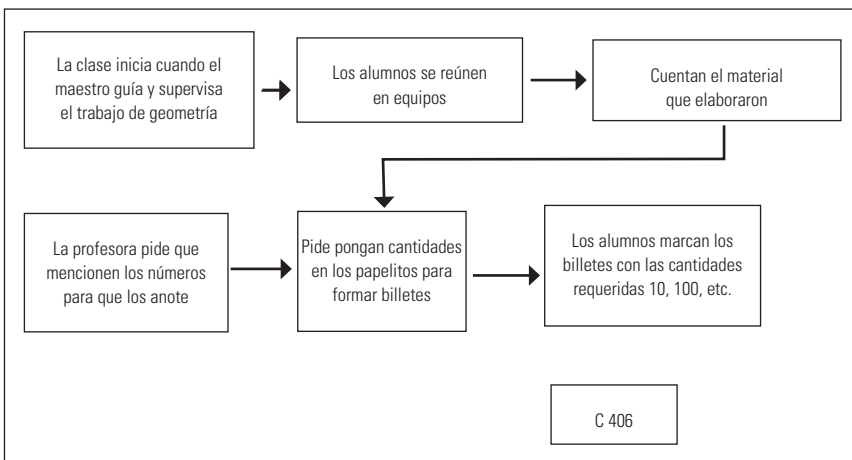 La clase inicia cuando el
maestro guía y supervisa
el trabajo de geometría
Los alumnos se reúnen
en equipos
Cuentan el material
que elaboraron
La profesora pide que
mencionen los números
para que los anote
Pide pongan cantidades
en los papelitos para
formar billetes
Los alumnos marcan los
billetes con las cantidades
requeridas 10, 100, etc.
C 406